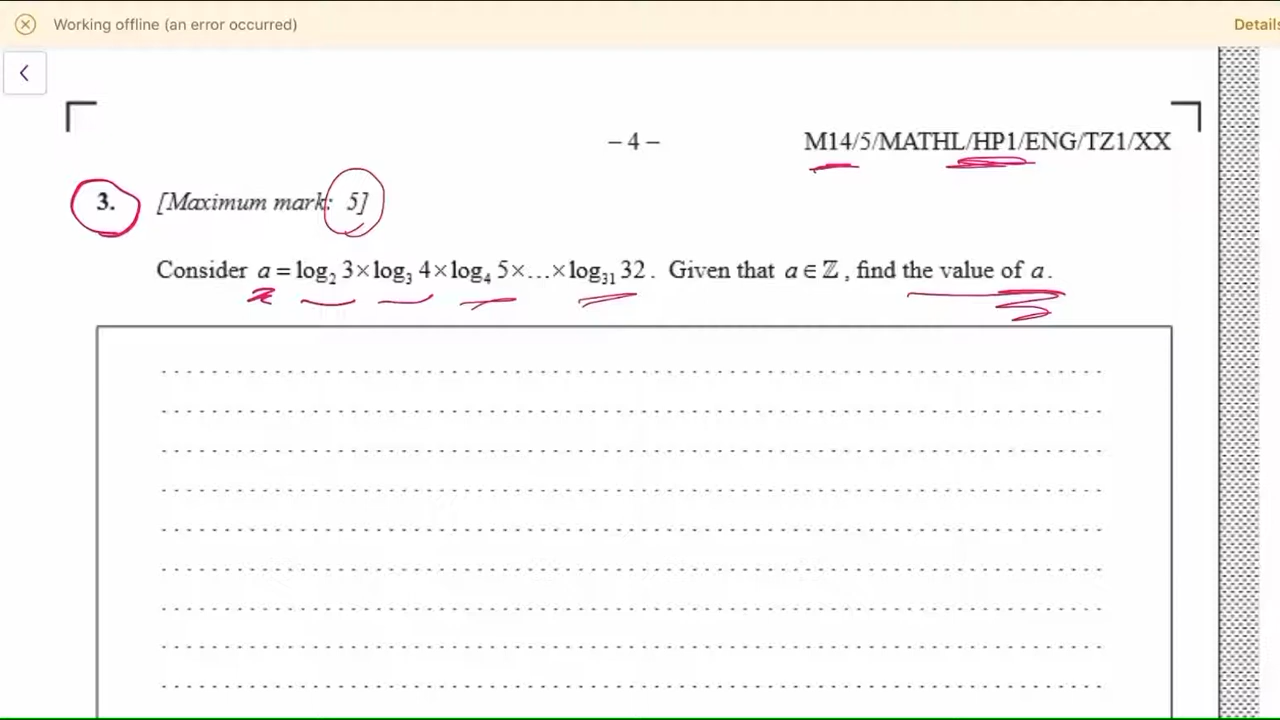 Working offline (an error occurred)
Details
– 4 –
M14/5/MATHL/HP1/ENG/TZ1/XX
3. [Maximum mark: 5]
Consider a = log₂ 3 × log₃ 4 × log₄ 5 × … × log₃₁ 32 . Given that a ∈ ℤ , find the value of a .